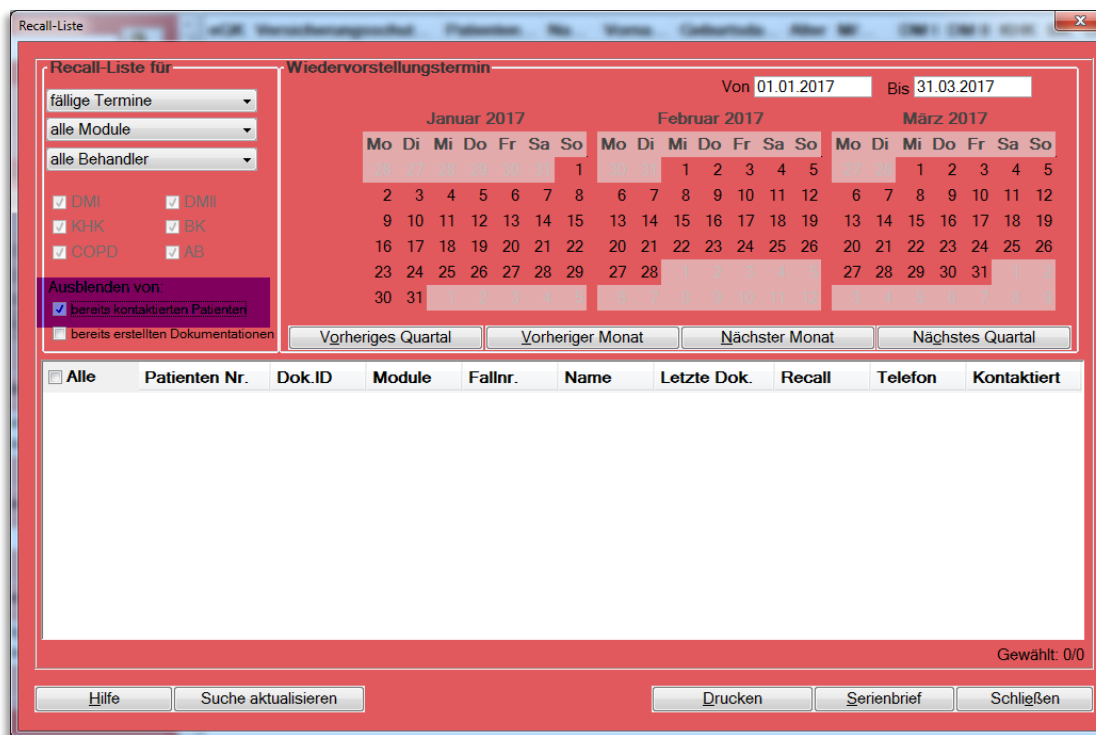 Recall-Liste
Recall-Liste für
fällige Termine
alle Module
alle Behandler
DMI DMII
KHK BK
COPD AB
Ausblenden von:
bereits kontaktierten Patienten
bereits erstellten Dokumentationen
Wiedervorstellungstermin
Von 01.01.2017 Bis 31.03.2017
Januar 2017 Februar 2017 März 2017
Mo Di Mi Do Fr Sa So Mo Di Mi Do Fr Sa So Mo Di Mi Do Fr Sa So
26 27 28 29 30 31 1 30 31 1 2 3 4 5 27 28 1 2 3 4 5
2 3 4 5 6 7 8 6 7 8 9 10 11 12 6 7 8 9 10 11 12
9 10 11 12 13 14 15 13 14 15 16 17 18 19 13 14 15 16 17 18 19
16 17 18 19 20 21 22 20 21 22 23 24 25 26 20 21 22 23 24 25 26
23 24 25 26 27 28 29 27 28 1 2 3 4 5 27 28 29 30 31 1 2
30 31 1 2 3 4 5 6 7 8 9 10 11 12 3 4 5 6 7 8 9
Vorheriges Quartal Vorheriger Monat Nächster Monat Nächstes Quartal
Alle Patienten Nr. Dok.ID Module Fallnr. Name Letzte Dok. Recall Telefon Kontaktiert
Gewählt: 0/0
Hilfe Suche aktualisieren Drucken Serienbrief Schließen